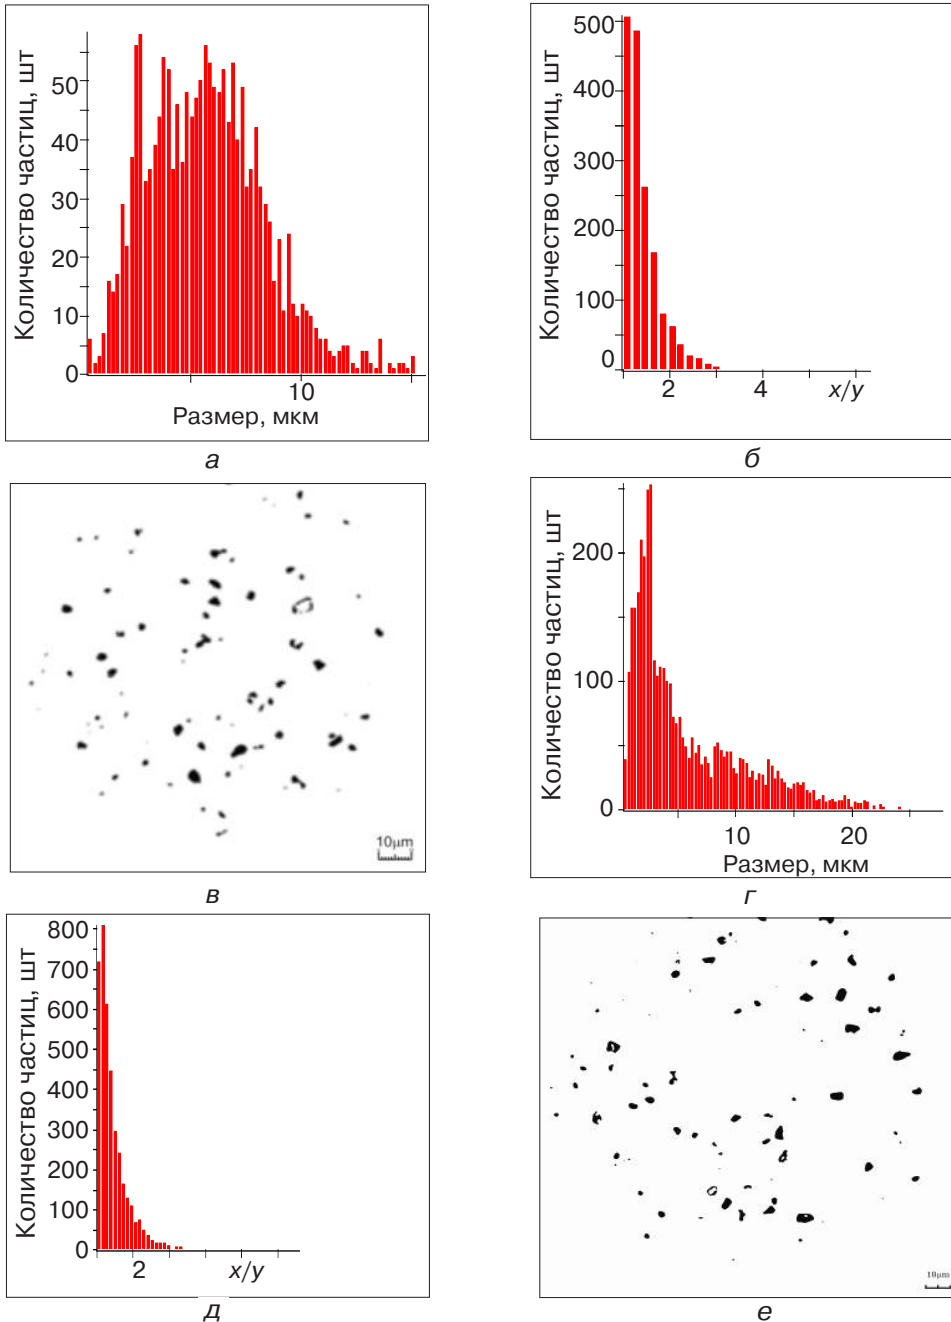 Количество частиц, шт
50
40
30
20
10
0
10
Размер, мкм
а
Количество частиц, шт
500
400
300
200
100
0
2
4
x/y
б
10µm
в
Количество частиц, шт
200
100
0
10
20
Размер, мкм
г
Количество частиц, шт
800
700
600
500
400
300
200
100
0
2
x/y
д
10µm
е